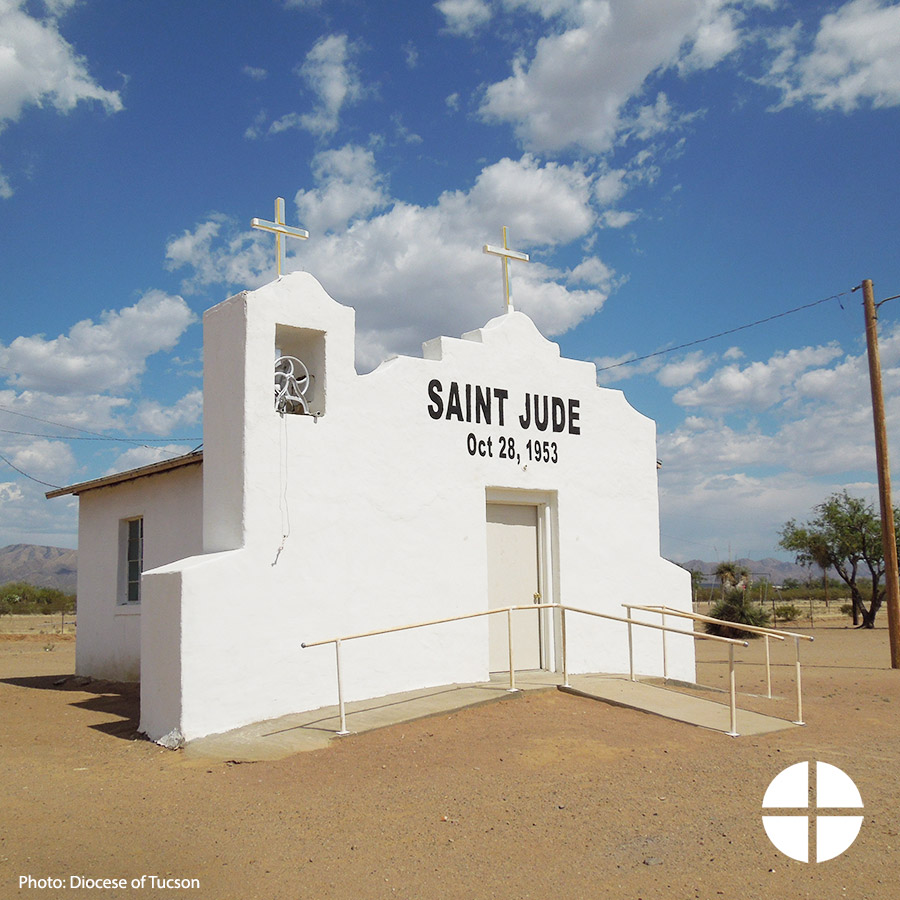 SAINT JUDE
Oct 28, 1953
Photo: Diocese of Tucson